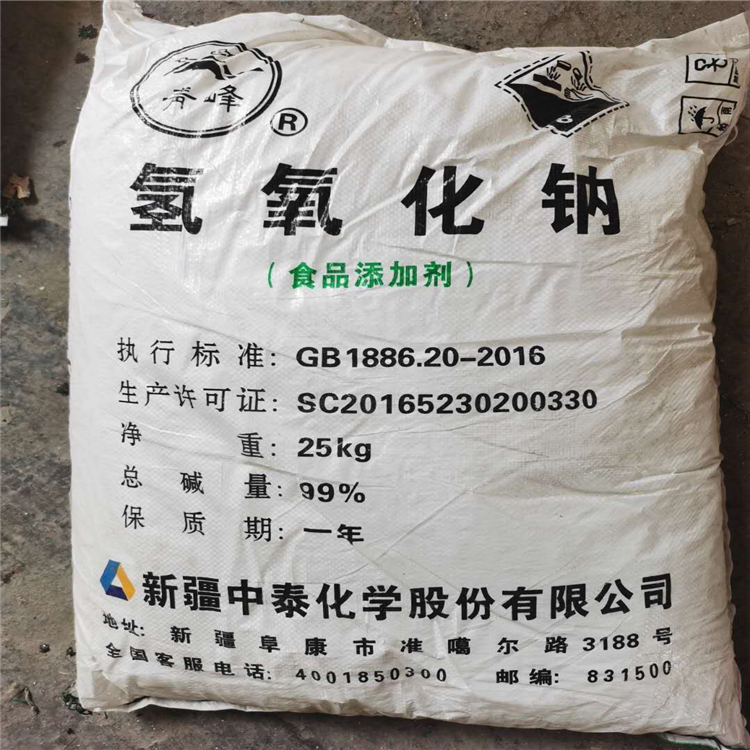 峰
®
8
氢氧化钠
（食品添加剂）
执行标准：GB1886.20-2016
生产许可证：SC20165230200330
净重：25kg
总碱量：99%
保质期：一年
新疆中泰化学股份有限公司
地址：新疆阜康市准噶尔路3188号
全国客服电话：4001850300 邮编：831500